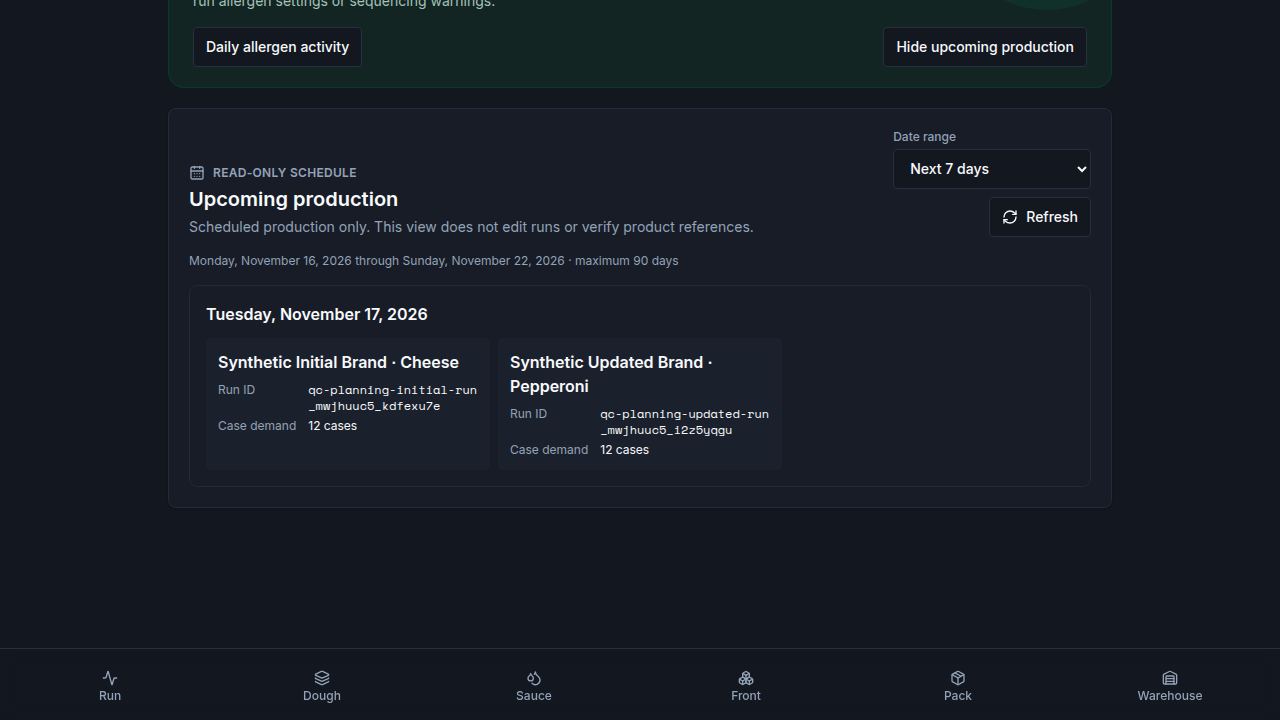 run allergen settings or sequencing warnings.
Daily allergen activity
Hide upcoming production
Date range
Next 7 days
READ-ONLY SCHEDULE
Upcoming production
Refresh
Scheduled production only. This view does not edit runs or verify product references.
Monday, November 16, 2026 through Sunday, November 22, 2026 · maximum 90 days
Tuesday, November 17, 2026
Synthetic Initial Brand · Cheese
Run ID
qc-planning-initial-run
_mwjhuuc5_kdfexu7e
Case demand
12 cases
Synthetic Updated Brand ·
Pepperoni
Run ID
qc-planning-updated-run
_mwjhuuc5_i2z5yqgu
Case demand
12 cases
Run
Dough
Sauce
Front
Pack
Warehouse